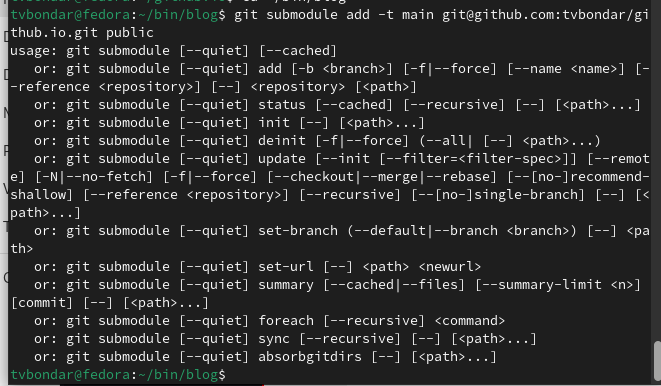 tvbondar@fedora:~/bin/blog$ git submodule add -t main git@github.com:tvbondar/gi
thub.io.git public
usage: git submodule [--quiet] [--cached]
   or: git submodule [--quiet] add [-b <branch>] [-f|--force] [--name <name>] [-
-reference <repository>] [--] <repository> [<path>]
   or: git submodule [--quiet] status [--cached] [--recursive] [--] [<path>...]
   or: git submodule [--quiet] init [--] [<path>...]
   or: git submodule [--quiet] deinit [-f|--force] (--all| [--] <path>...)
   or: git submodule [--quiet] update [--init [--filter=<filter-spec>]] [--remot
e] [-N|--no-fetch] [-f|--force] [--checkout|--merge|--rebase] [--[no-]recommend-
shallow] [--reference <repository>] [--recursive] [--[no-]single-branch] [--] [<
path>...]
   or: git submodule [--quiet] set-branch (--default|--branch <branch>) [--] <pa
th>
   or: git submodule [--quiet] set-url [--] <path> <newurl>
   or: git submodule [--quiet] summary [--cached|--files] [--summary-limit <n>]
[commit] [--] [<path>...]
   or: git submodule [--quiet] foreach [--recursive] <command>
   or: git submodule [--quiet] sync [--recursive] [--] [<path>...]
   or: git submodule [--quiet] absorbgitdirs [--] [<path>...]
tvbondar@fedora:~/bin/blog$